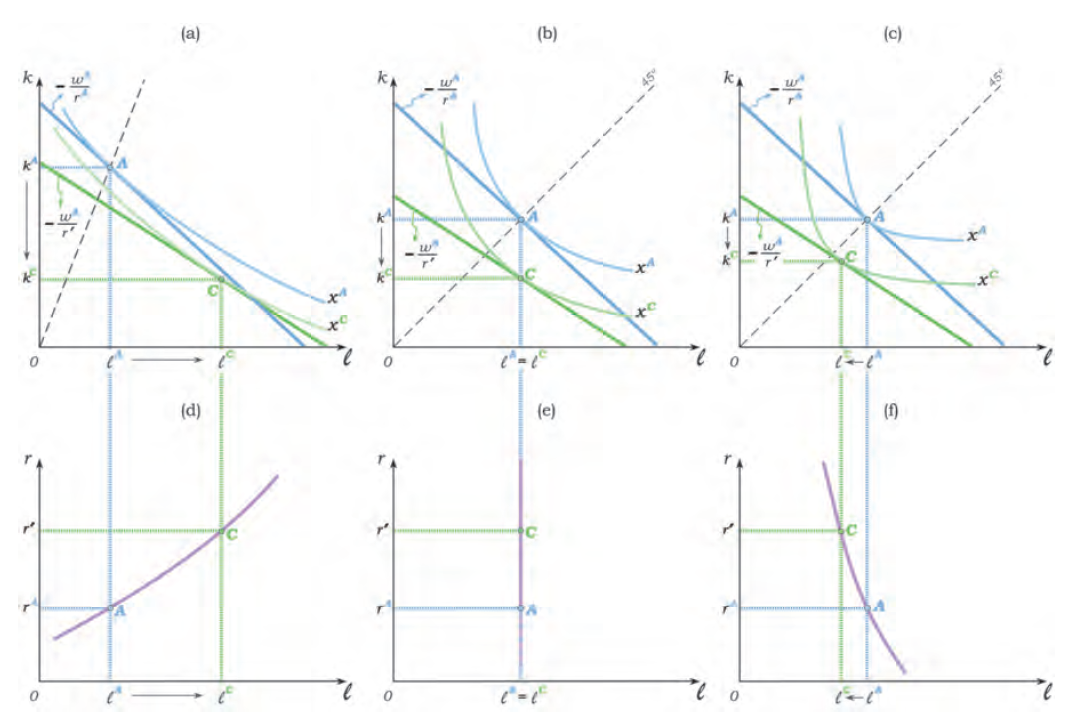 (a)
(b)
(c)
k
− w^A / r^A
k^A
A
− w^A / r′
k^C
C
x^A
x^C
0
ℓ^A
ℓ^C
ℓ
k
− w^A / r^A
45°
k^A
A
− w^A / r′
k^C
C
x^A
x^C
0
ℓ^A = ℓ^C
ℓ
k
− w^A / r^A
45°
k^A
A
− w^A / r′
k^C
C
x^A
x^C
0
ℓ^C
ℓ^A
ℓ
(d)
(e)
(f)
r
r′
C
r^A
A
0
ℓ^A
ℓ^C
ℓ
r
r′
C
r^A
A
0
ℓ^A = ℓ^C
ℓ
r
r′
C
r^A
A
0
ℓ^C
ℓ^A
ℓ